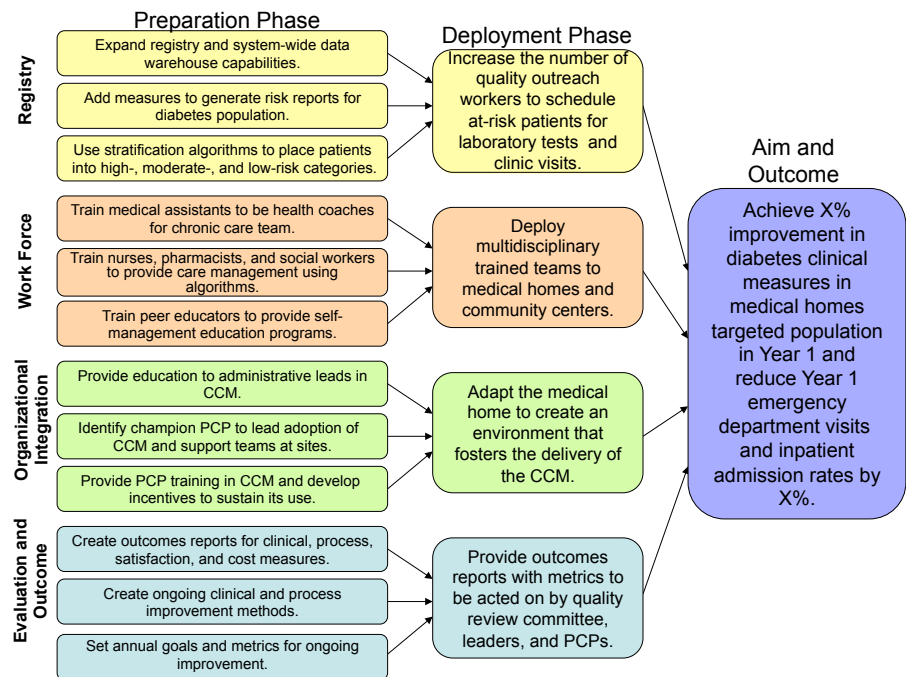 Preparation Phase
Registry
Expand registry and system-wide data
warehouse capabilities.
Add measures to generate risk reports for
diabetes population.
Use stratification algorithms to place patients
into high-, moderate-, and low-risk categories.
Work Force
Train medical assistants to be health coaches
for chronic care team.
Train nurses, pharmacists, and social workers
to provide care management using
algorithms.
Train peer educators to provide self-
management education programs.
Organizational
Integration
Provide education to administrative leads in
CCM.
Identify champion PCP to lead adoption of
CCM and support teams at sites.
Provide PCP training in CCM and develop
incentives to sustain its use.
Evaluation and
Outcome
Create outcomes reports for clinical, process,
satisfaction, and cost measures.
Create ongoing clinical and process
improvement methods.
Set annual goals and metrics for ongoing
improvement.
Deployment Phase
Increase the number of
quality outreach
workers to schedule
at-risk patients for
laboratory tests and
clinic visits.
Deploy
multidisciplinary
trained teams to
medical homes and
community centers.
Adapt the medical
home to create an
environment that
fosters the delivery
of the CCM.
Provide outcomes
reports with metrics to
be acted on by quality
review committee,
leaders, and PCPs.
Aim and
Outcome
Achieve X%
improvement in
diabetes clinical
measures in
medical homes
targeted population
in Year 1 and
reduce Year 1
emergency
department visits
and inpatient
admission rates by
X%.